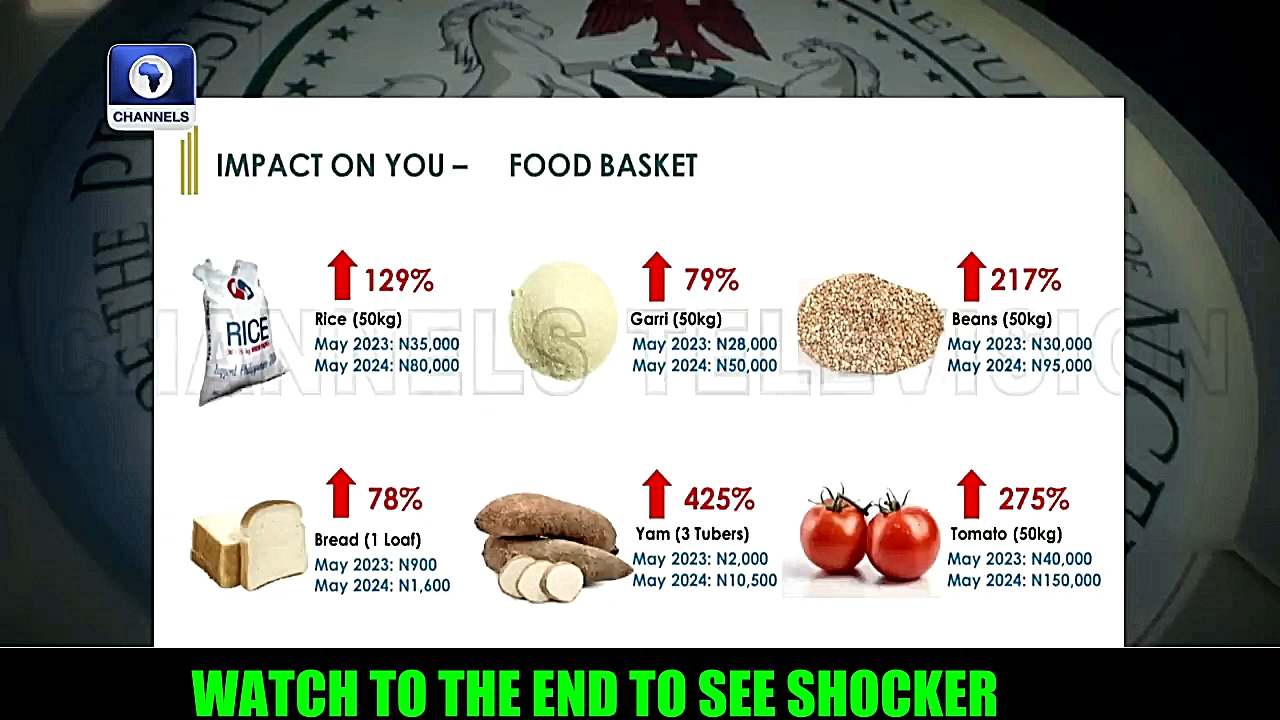 CHANNELS
IMPACT ON YOU – FOOD BASKET
129%
Rice (50kg)
May 2023: N35,000
May 2024: N80,000
RICE
79%
Garri (50kg)
May 2023: N28,000
May 2024: N50,000
217%
Beans (50kg)
May 2023: N30,000
May 2024: N95,000
CHANNELS TELEVISION
78%
Bread (1 Loaf)
May 2023: N900
May 2024: N1,600
425%
Yam (3 Tubers)
May 2023: N2,000
May 2024: N10,500
275%
Tomato (50kg)
May 2023: N40,000
May 2024: N150,000
WATCH TO THE END TO SEE SHOCKER